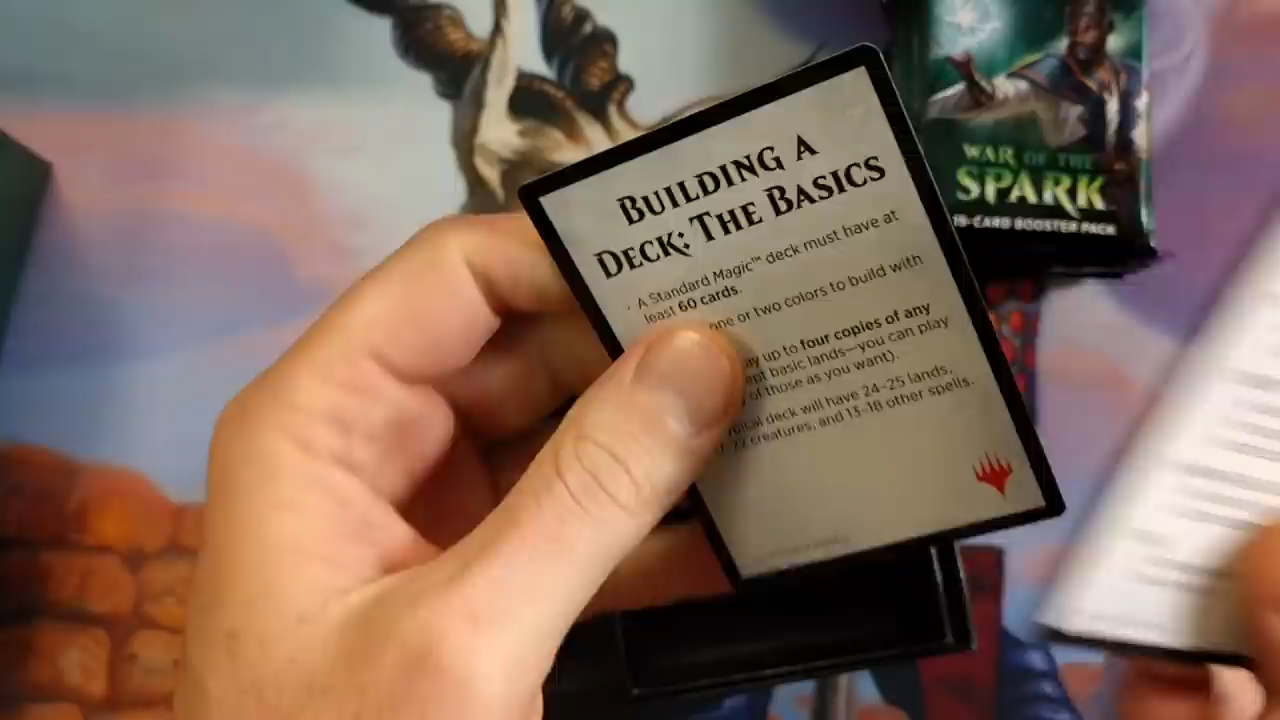 BUILDING A
DECK: THE BASICS
· A Standard Magic™ deck must have at
least 60 cards.
one or two colors to build with
up to four copies of any
basic lands—you can play
of those as you want).
deck will have 24-25 lands,
creatures, and 13-18 other spells.
WAR OF THE
SPARK
15-CARD BOOSTER PACK